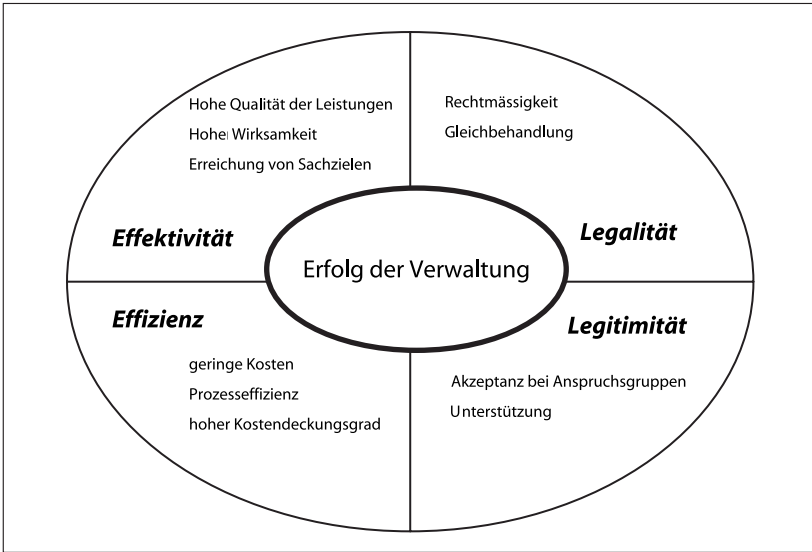 Hohe Qualität der Leistungen
Hohe Wirksamkeit
Erreichung von Sachzielen
Effektivität
Rechtmässigkeit
Gleichbehandlung
Legalität
Erfolg der Verwaltung
Effizienz
geringe Kosten
Prozesseffizienz
hoher Kostendeckungsgrad
Legitimität
Akzeptanz bei Anspruchsgruppen
Unterstützung